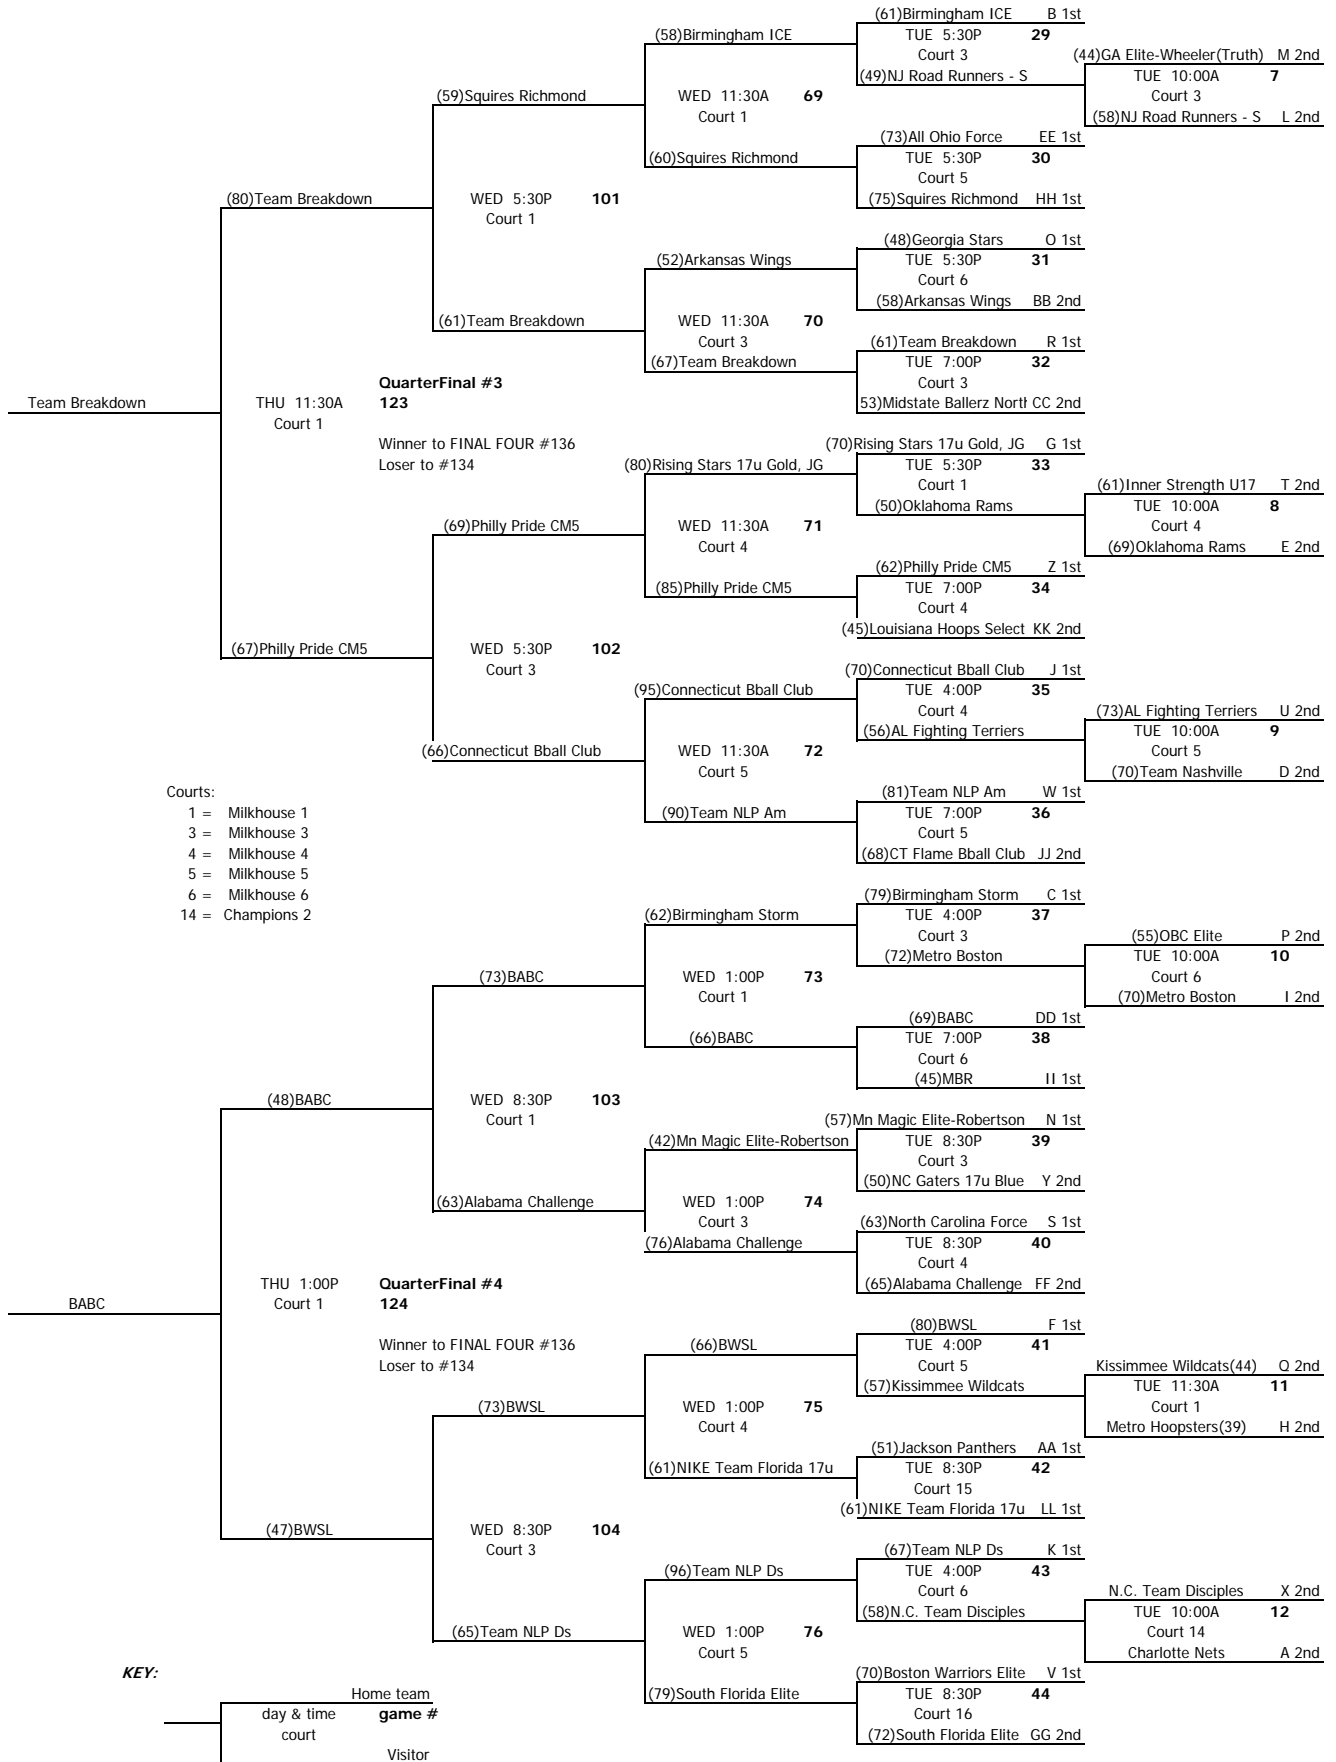 (61)Birmingham ICE B 1st
(58)Birmingham ICE TUE 5:30P 29
Court 3 (44)GA Elite-Wheeler(Truth) M 2nd
(49)NJ Road Runners - S TUE 10:00A 7
(59)Squires Richmond WED 11:30A 69 Court 3
Court 1 (58)NJ Road Runners - S L 2nd
(73)All Ohio Force EE 1st
(60)Squires Richmond TUE 5:30P 30
Court 5
(80)Team Breakdown WED 5:30P 101 (75)Squires Richmond HH 1st
Court 1
(48)Georgia Stars O 1st
(52)Arkansas Wings TUE 5:30P 31
Court 6
(58)Arkansas Wings BB 2nd
(61)Team Breakdown WED 11:30A 70
Court 3 (61)Team Breakdown R 1st
(67)Team Breakdown TUE 7:00P 32
QuarterFinal #3 Court 3
Team Breakdown THU 11:30A 123 53)Midstate Ballerz North CC 2nd
Court 1
Winner to FINAL FOUR #136 (70)Rising Stars 17u Gold, JG G 1st
Loser to #134 (80)Rising Stars 17u Gold, JG TUE 5:30P 33
Court 1 (61)Inner Strength U17 T 2nd
(50)Oklahoma Rams TUE 10:00A 8
(69)Philly Pride CM5 WED 11:30A 71 Court 4
Court 4 (69)Oklahoma Rams E 2nd
(62)Philly Pride CM5 Z 1st
(85)Philly Pride CM5 TUE 7:00P 34
Court 4
(45)Louisiana Hoops Select KK 2nd
(67)Philly Pride CM5 WED 5:30P 102
Court 3 (70)Connecticut Bball Club J 1st
(95)Connecticut Bball Club TUE 4:00P 35
Court 4 (73)AL Fighting Terriers U 2nd
(56)AL Fighting Terriers TUE 10:00A 9
(66)Connecticut Bball Club WED 11:30A 72 Court 5
Court 5 (70)Team Nashville D 2nd
Courts: (81)Team NLP Am W 1st
1 = Milkhouse 1 (90)Team NLP Am TUE 7:00P 36
3 = Milkhouse 3 Court 5
4 = Milkhouse 4 (68)CT Flame Bball Club JJ 2nd
5 = Milkhouse 5
6 = Milkhouse 6 (79)Birmingham Storm C 1st
14 = Champions 2 (62)Birmingham Storm TUE 4:00P 37
Court 3 (55)OBC Elite P 2nd
(72)Metro Boston TUE 10:00A 10
(73)BABC WED 1:00P 73 Court 6
Court 1 (70)Metro Boston I 2nd
(69)BABC DD 1st
(66)BABC TUE 7:00P 38
Court 6
(45)MBR II 1st
(48)BABC WED 8:30P 103
Court 1 (57)Mn Magic Elite-Robertson N 1st
(42)Mn Magic Elite-Robertson TUE 8:30P 39
Court 3
(50)NC Gaters 17u Blue Y 2nd
(63)Alabama Challenge WED 1:00P 74
Court 3 (63)North Carolina Force S 1st
(76)Alabama Challenge TUE 8:30P 40
Court 4
THU 1:00P QuarterFinal #4 (65)Alabama Challenge FF 2nd
BABC Court 1 124
(80)BWSL F 1st
Winner to FINAL FOUR #136 (66)BWSL TUE 4:00P 41
Loser to #134 Court 5 Kissimmee Wildcats(44) Q 2nd
(57)Kissimmee Wildcats TUE 11:30A 11
(73)BWSL WED 1:00P 75 Court 1
Court 4 Metro Hoopsters(39) H 2nd
(51)Jackson Panthers AA 1st
(61)NIKE Team Florida 17u TUE 8:30P 42
Court 15
(61)NIKE Team Florida 17u LL 1st
(47)BWSL WED 8:30P 104
Court 3 (67)Team NLP Ds K 1st
(96)Team NLP Ds TUE 4:00P 43
Court 6 N.C. Team Disciples X 2nd
(58)N.C. Team Disciples TUE 10:00A 12
(65)Team NLP Ds WED 1:00P 76 Court 14
Court 5 Charlotte Nets A 2nd
KEY: (70)Boston Warriors Elite V 1st
Home team (79)South Florida Elite TUE 8:30P 44
day & time game # Court 16
court (72)South Florida Elite GG 2nd
Visitor